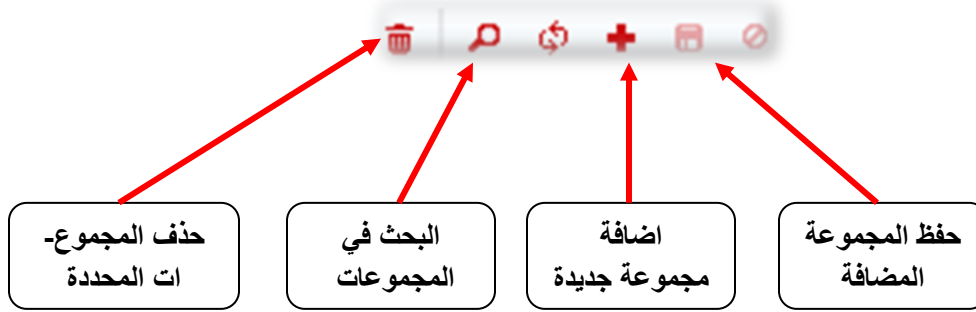 حفظ المجموعة
المضافة
اضافة
مجموعة جديدة
البحث في
المجموعات
حذف المجموع-
ات المحددة